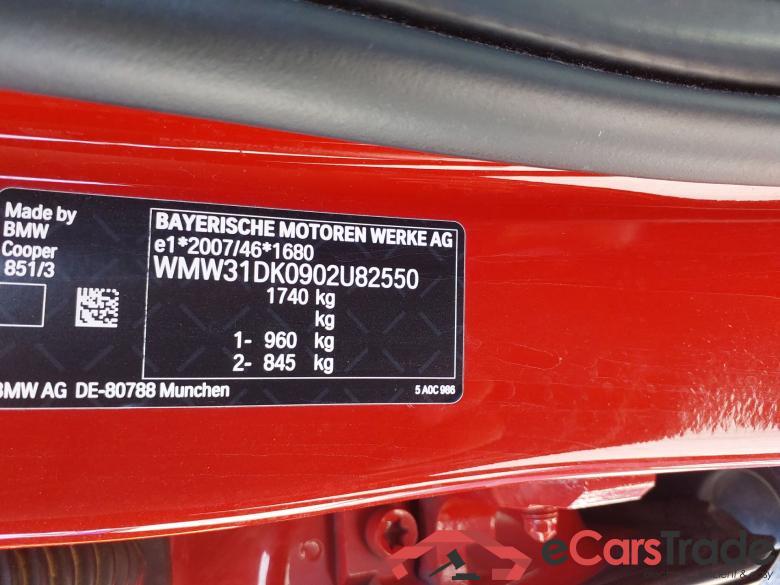 Made by
BMW
Cooper
851/3
BAYERISCHE MOTOREN WERKE AG
e1*2007/46*1680
WMW31DK0902U82550
1740 kg
kg
1- 960 kg
2- 845 kg
BMW AG DE-80788 Munchen
5 A0C 986
eCarsTrade